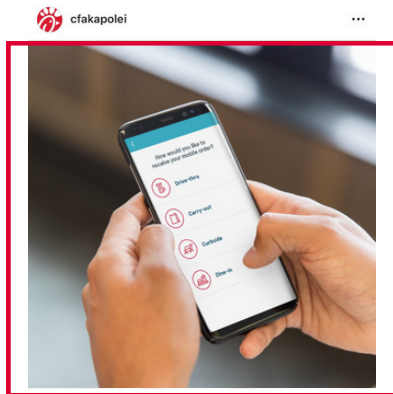 cfakapolei
How would you like to
receive your mobile order?
Drive-thru
Carry-out
Curbside
Dine-in